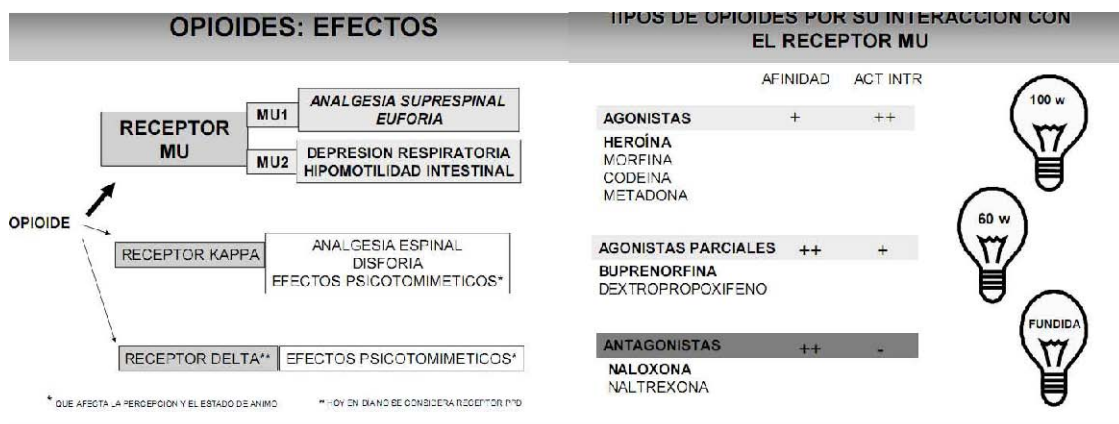 OPIOIDES: EFECTOS
RECEPTOR
MU
MU1
ANALGESIA SUPRESPINAL
EUFORIA
MU2
DEPRESION RESPIRATORIA
HIPOMOTILIDAD INTESTINAL
OPIOIDE
RECEPTOR KAPPA
ANALGESIA ESPINAL
DISFORIA
EFECTOS PSICOTOMIMETICOS*
RECEPTOR DELTA**
EFECTOS PSICOTOMIMETICOS*
* QUE AFECTA LA PERCEPCION Y EL ESTADO DE ANIMO
** HOY EN DIA NO SE CONSIDERA RECEPTOR
TIPOS DE OPIOIDES POR SU INTERACCION CON
EL RECEPTOR MU
AFINIDAD ACT INTR
AGONISTAS + ++
HEROÍNA
MORFINA
CODEINA
METADONA
100 w
AGONISTAS PARCIALES ++ +
BUPRENORFINA
DEXTROPROPOXIFENO
60 w
ANTAGONISTAS ++ -
NALOXONA
NALTREXONA
FUNDIDA